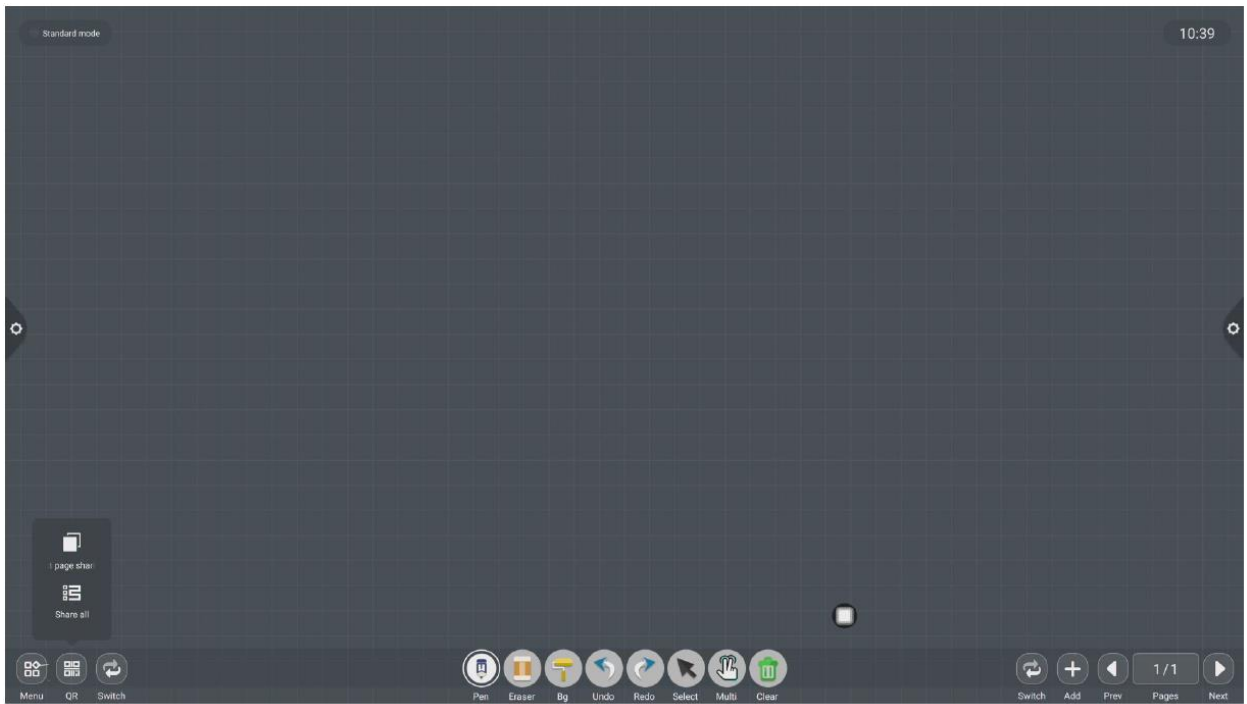 Standard mode
10:39
t page shar
Share all
Menu
QR
Switch
Pen
Eraser
Bg
Undo
Redo
Select
Multi
Clear
Switch
Add
Prev
1/1
Pages
Next